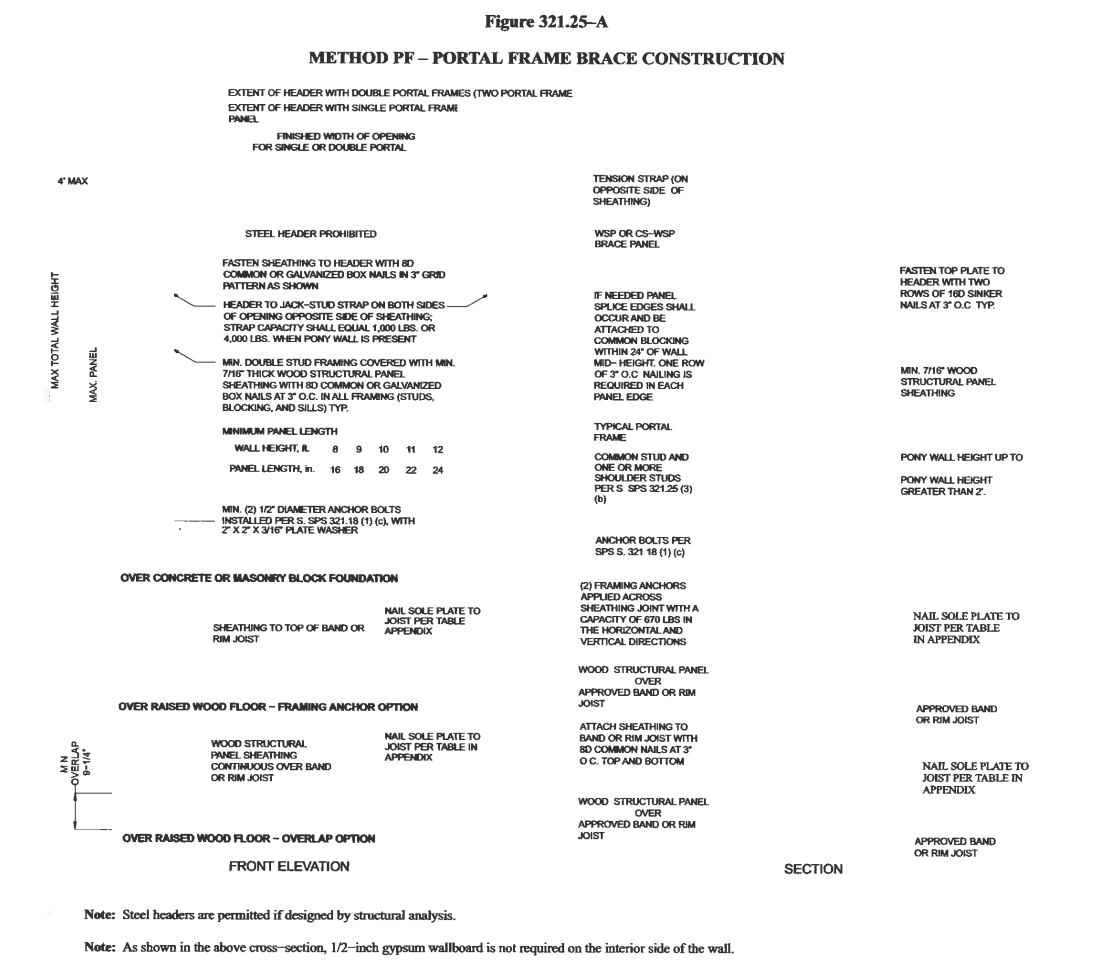 Figure 321.25–A
METHOD PF – PORTAL FRAME BRACE CONSTRUCTION
EXTENT OF HEADER WITH DOUBLE PORTAL FRAMES (TWO PORTAL FRAME
EXTENT OF HEADER WITH SINGLE PORTAL FRAME
PANEL
FINISHED WIDTH OF OPENING
FOR SINGLE OR DOUBLE PORTAL
4' MAX
MAX TOTAL WALL HEIGHT
MAX. PANEL
STEEL HEADER PROHIBITED
FASTEN SHEATHING TO HEADER WITH 8D
COMMON OR GALVANIZED BOX NAILS IN 3" GRID
PATTERN AS SHOWN
HEADER TO JACK–STUD STRAP ON BOTH SIDES
OF OPENING OPPOSITE SIDE OF SHEATHING;
STRAP CAPACITY SHALL EQUAL 1,000 LBS. OR
4,000 LBS. WHEN PONY WALL IS PRESENT
MIN. DOUBLE STUD FRAMING COVERED WITH MIN.
7/16" THICK WOOD STRUCTURAL PANEL
SHEATHING WITH 8D COMMON OR GALVANIZED
BOX NAILS AT 3" O.C. IN ALL FRAMING (STUDS,
BLOCKING, AND SILLS) TYP.
MINIMUM PANEL LENGTH
WALL HEIGHT, ft. 8 9 10 11 12
PANEL LENGTH, in. 16 18 20 22 24
MIN. (2) 1/2" DIAMETER ANCHOR BOLTS
INSTALLED PER S. SPS 321.18 (1) (c), WITH
2" X 2" X 3/16" PLATE WASHER
OVER CONCRETE OR MASONRY BLOCK FOUNDATION
SHEATHING TO TOP OF BAND OR
RIM JOIST
NAIL SOLE PLATE TO
JOIST PER TABLE
APPENDIX
OVER RAISED WOOD FLOOR – FRAMING ANCHOR OPTION
M N
OVERLAP
9–1/4"
WOOD STRUCTURAL
PANEL SHEATHING
CONTINUOUS OVER BAND
OR RIM JOIST
NAIL SOLE PLATE TO
JOIST PER TABLE IN
APPENDIX
OVER RAISED WOOD FLOOR – OVERLAP OPTION
FRONT ELEVATION
TENSION STRAP (ON
OPPOSITE SIDE OF
SHEATHING)
WSP OR CS–WSP
BRACE PANEL
IF NEEDED PANEL
SPLICE EDGES SHALL
OCCUR AND BE
ATTACHED TO
COMMON BLOCKING
WITHIN 24" OF WALL
MID– HEIGHT. ONE ROW
OF 3" O.C NAILING IS
REQUIRED IN EACH
PANEL EDGE
TYPICAL PORTAL
FRAME
COMMON STUD AND
ONE OR MORE
SHOULDER STUDS
PER S SPS 321.25 (3)
(b)
ANCHOR BOLTS PER
SPS S. 321 18 (1) (c)
(2) FRAMING ANCHORS
APPLIED ACROSS
SHEATHING JOINT WITH A
CAPACITY OF 670 LBS IN
THE HORIZONTAL AND
VERTICAL DIRECTIONS
WOOD STRUCTURAL PANEL
OVER
APPROVED BAND OR RIM
JOIST
ATTACH SHEATHING TO
BAND OR RIM JOIST WITH
8D COMMON NAILS AT 3"
O C. TOP AND BOTTOM
WOOD STRUCTURAL PANEL
OVER
APPROVED BAND OR RIM
JOIST
FASTEN TOP PLATE TO
HEADER WITH TWO
ROWS OF 16D SINKER
NAILS AT 3" O.C TYP.
MIN. 7/16" WOOD
STRUCTURAL PANEL
SHEATHING
PONY WALL HEIGHT UP TO
PONY WALL HEIGHT
GREATER THAN 2'.
NAIL SOLE PLATE TO
JOIST PER TABLE
IN APPENDIX
APPROVED BAND
OR RIM JOIST
NAIL SOLE PLATE TO
JOIST PER TABLE IN
APPENDIX
APPROVED BAND
OR RIM JOIST
SECTION
Note: Steel headers are permitted if designed by structural analysis.
Note: As shown in the above cross–section, 1/2–inch gypsum wallboard is not required on the interior side of the wall.